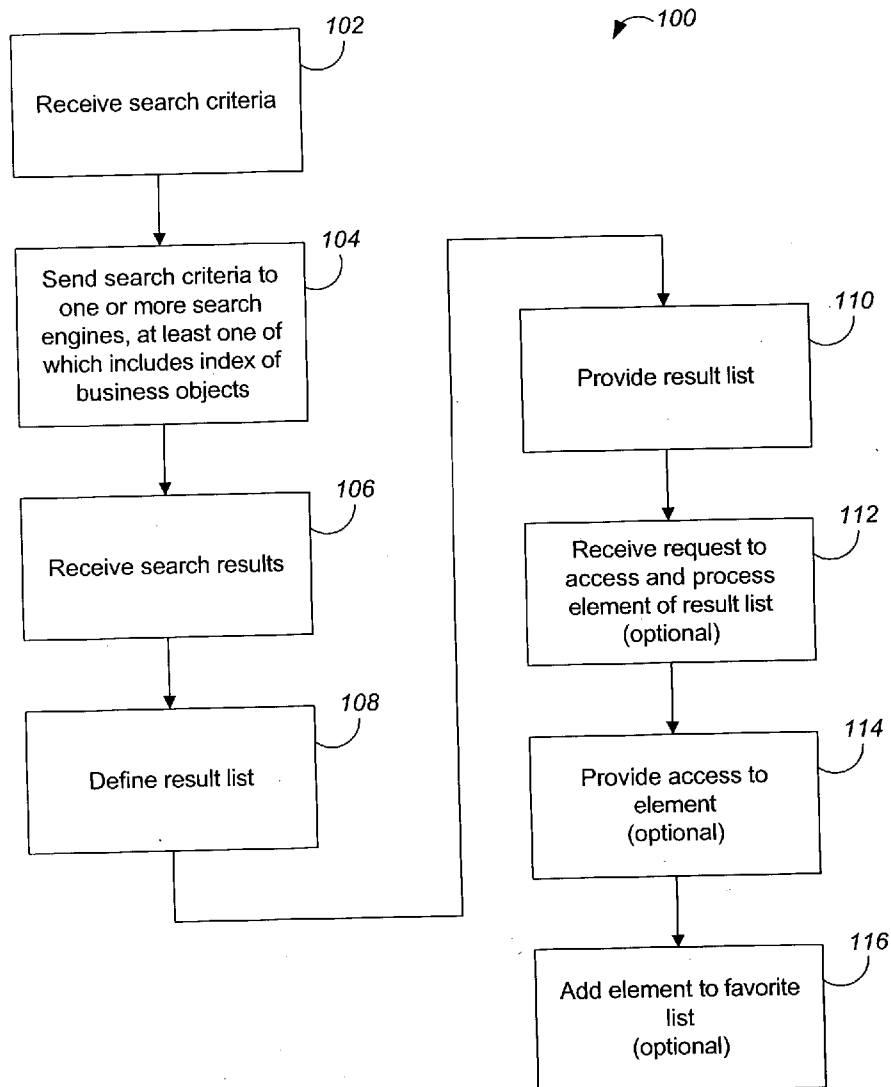 100
102
Receive search criteria
104
Send search criteria to
one or more search
engines, at least one of
which includes index of
business objects
106
Receive search results
108
Define result list
110
Provide result list
112
Receive request to
access and process
element of result list
(optional)
114
Provide access to
element
(optional)
116
Add element to favorite
list
(optional)